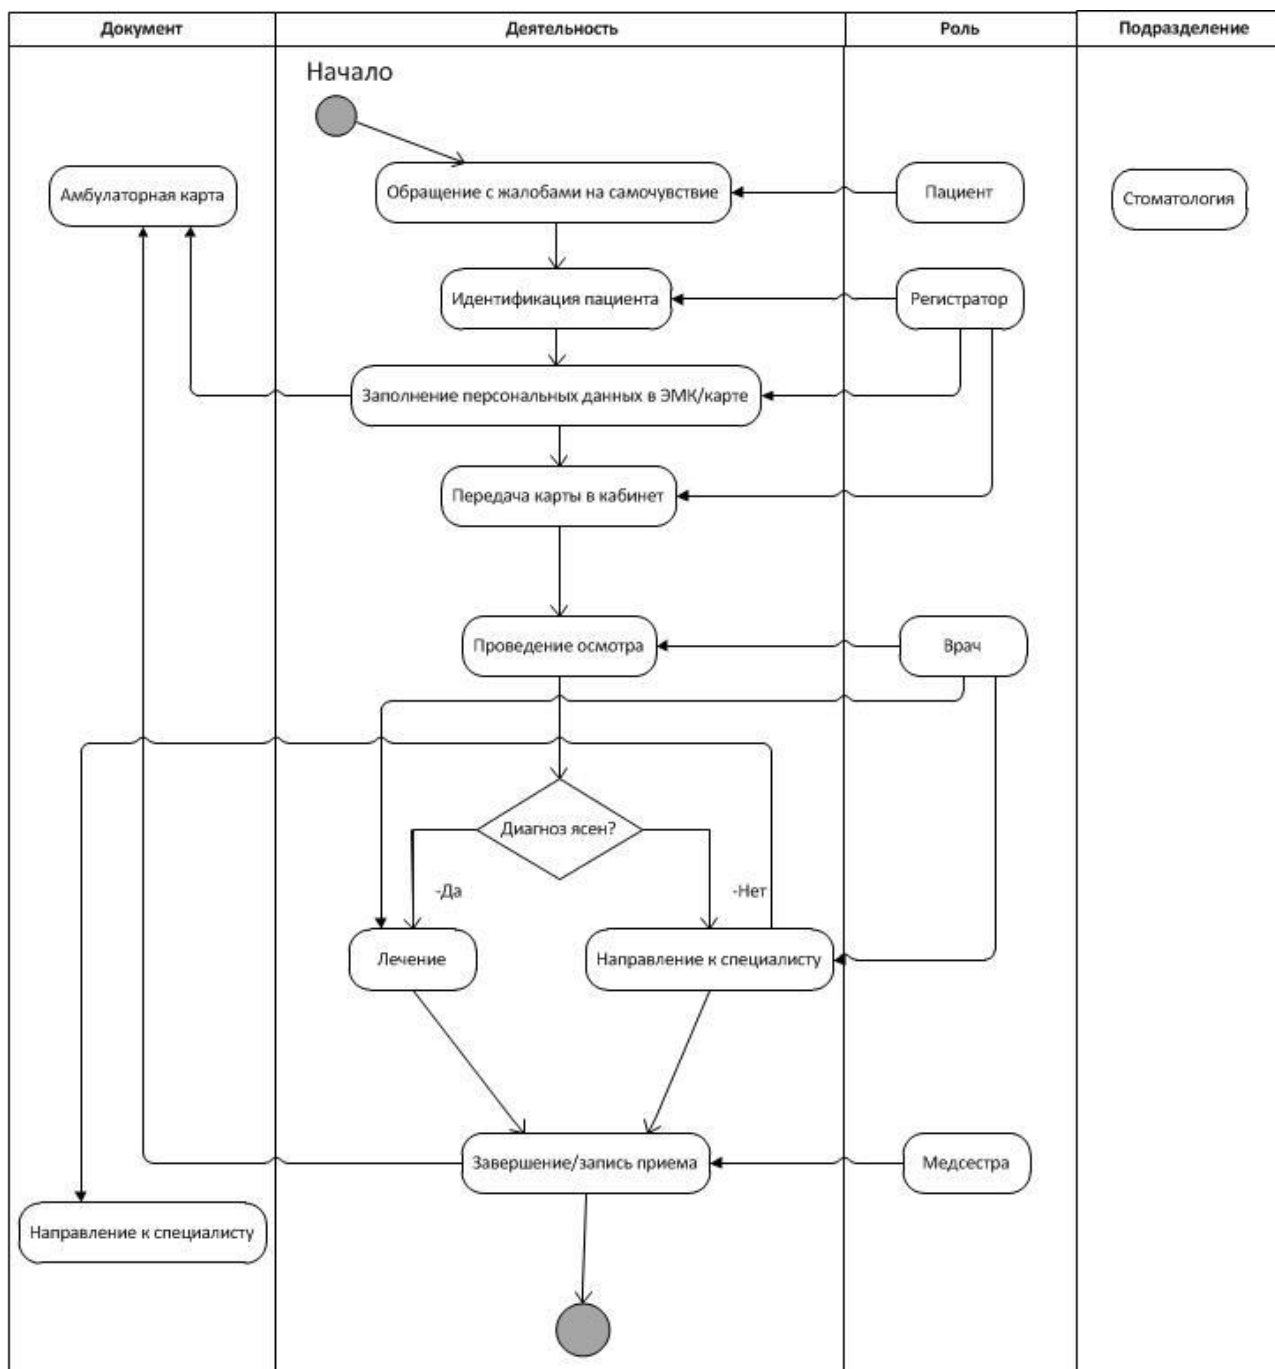 Документ
Деятельность
Роль
Подразделение
Начало
Амбулаторная карта
Обращение с жалобами на самочувствие
Пациент
Стоматология
Идентификация пациента
Регистратор
Заполнение персональных данных в ЭМК/карте
Передача карты в кабинет
Проведение осмотра
Врач
Диагноз ясен?
-Да
-Нет
Лечение
Направление к специалисту
Завершение/запись приема
Медсестра
Направление к специалисту